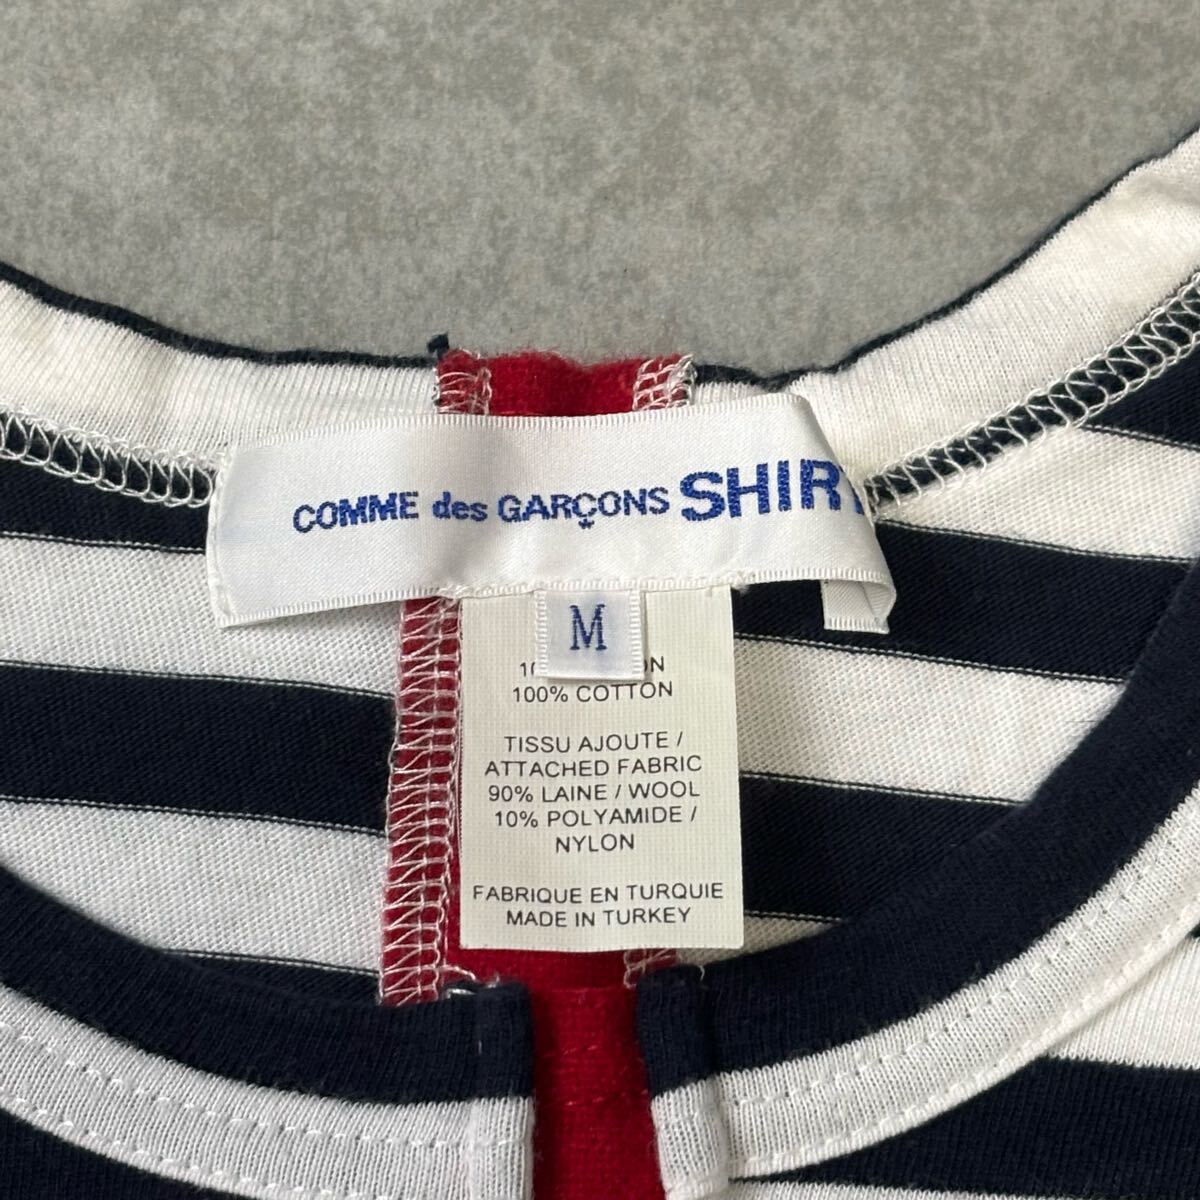 COMME des GARÇONS SHIRT
M
100% COTTON
TISSU AJOUTE /
ATTACHED FABRIC
90% LAINE / WOOL
10% POLYAMIDE /
NYLON
FABRIQUE EN TURQUIE
MADE IN TURKEY